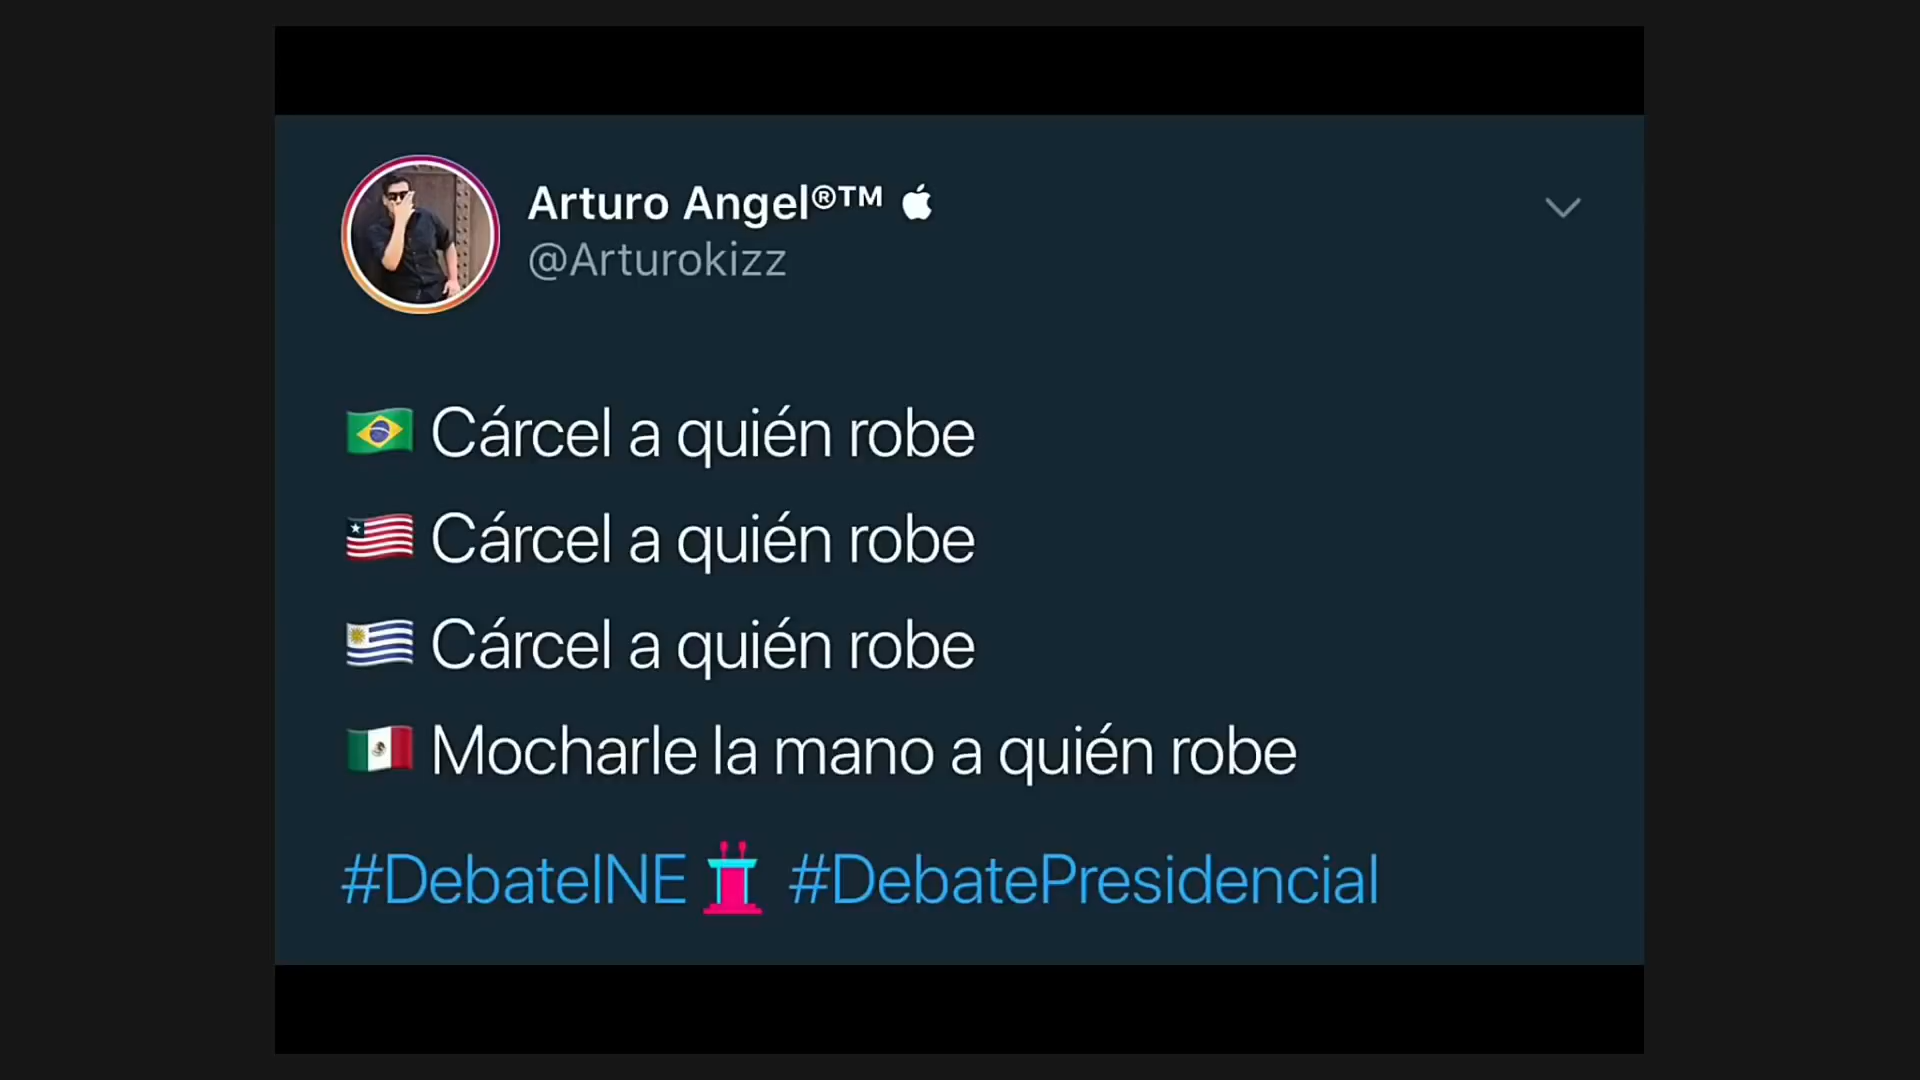 Arturo Angel®™ 
@Arturokizz
🇧🇷 Cárcel a quién robe
🇱🇷 Cárcel a quién robe
🇺🇾 Cárcel a quién robe
🇲🇽 Mocharle la mano a quién robe
#DebateINE #DebatePresidencial